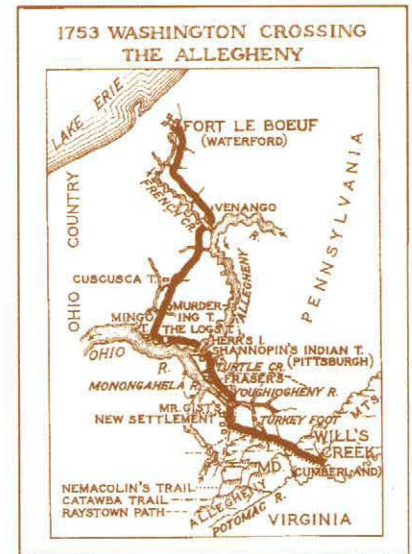 1753 WASHINGTON CROSSING
THE ALLEGHENY
LAKE ERIE
FORT LE BOEUF
(WATERFORD)
FRENCH CR.
VENANGO
R.
ALLEGHENY
PENNSYLVANIA
OHIO COUNTRY
CUSCUSCA T.
MURDER-
ING T.
MINGO
T.
THE LOGS T.
HERR'S I.
SHANNOPIN'S INDIAN T.
(PITTSBURGH)
OHIO
R.
TURTLE CR.
FRASER'S
MONONGAHELA R.
YOUGHIOGHENY R.
MR. GIST'S
NEW SETTLEMENT
TURKEY FOOT
MTS.
WILL'S
CREEK
(CUMBERLAND)
MD.
NEMACOLIN'S TRAIL
CATAWBA TRAIL
RAYSTOWN PATH
ALLEGHENY
POTOMAC R.
VIRGINIA